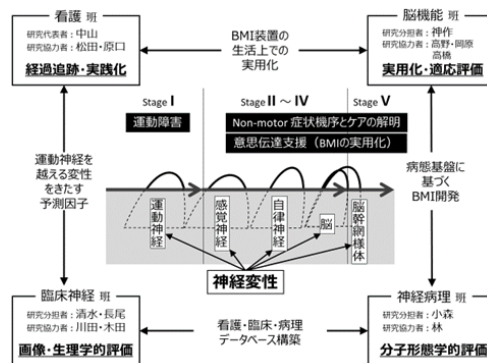 看護 班
研究代表者：中山
研究協力者：松田・原口
経過追跡・実践化
BMI装置の
生活上での
実用化
脳機能 班
研究分担者：神作
研究協力者：高野・岡原
高橋
実用化・適応評価
Stage I
Stage II ～ IV
Stage V
運動障害
Non-motor 症状機序とケアの解明
意思伝達支援（BMIの実用化）
運動神経を
越える変性
をきたす
予測因子
病態基盤
に
基づく
BMI開発
運動神経
感覚神経
自律神経
脳
脳幹網様体
神経変性
臨床神経 班
研究分担者：清水・長尾
研究協力者：川田・木田
画像・生理学的評価
看護・臨床・病理
データベース構築
神経病理 班
研究分担者：小森
研究協力者：林
分子形態学的評価